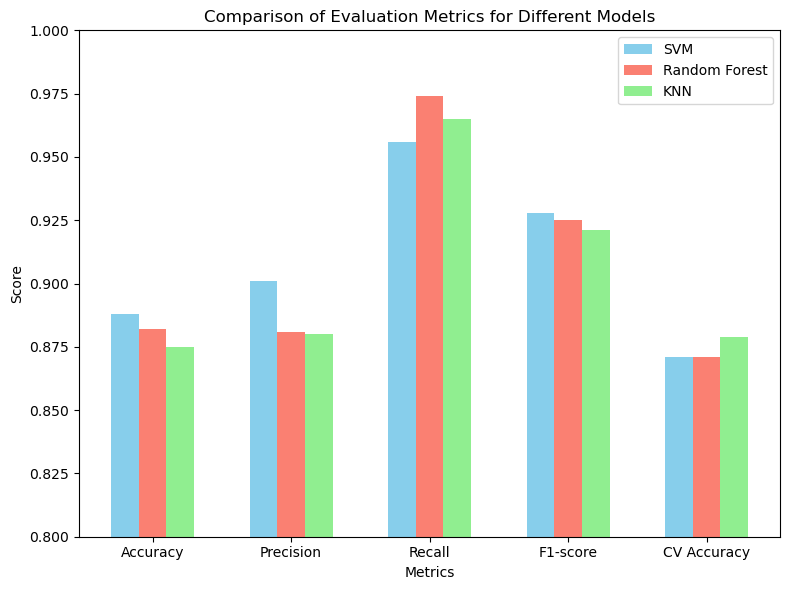 Comparison of Evaluation Metrics for Different Models
SVM
Random Forest
KNN
Score
1.000
0.975
0.950
0.925
0.900
0.875
0.850
0.825
0.800
Accuracy Precision Recall F1-score CV Accuracy
Metrics